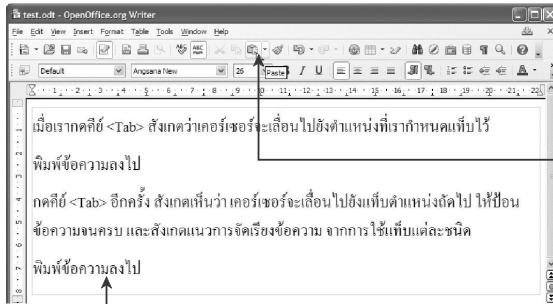 test.odt - OpenOffice.org Writer
File Edit View Insert Format Table Tools Window Help
Default Angsana New 26 Paste I U
เมื่อเรากดคีย์ <Tab> สังเกตว่าเคอร์เซอร์จะเลื่อนไปยังตำแหน่งที่เรากำหนดแท็บไว้
พิมพ์ข้อความลงไป
กดคีย์ <Tab> อีกครั้ง สังเกตเห็นว่า เคอร์เซอร์จะเลื่อนไปยังแท็บตำแหน่งถัดไป ให้ป้อน
ข้อความจนครบ และสังเกตแนวการจัดเรียงข้อความ จากการใช้แท็บแต่ละชนิด
พิมพ์ข้อความลงไป